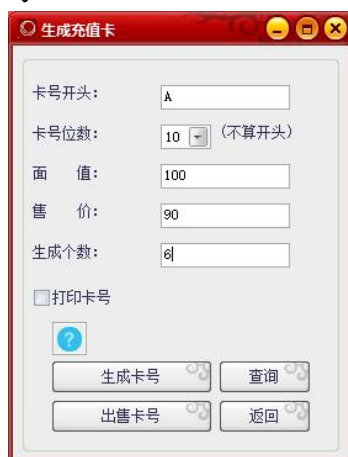 生成充值卡
卡号开头： A
卡号位数： 10 (不算开头)
面 值： 100
售 价： 90
生成个数： 6
打印卡号
?
生成卡号 查询
出售卡号 返回